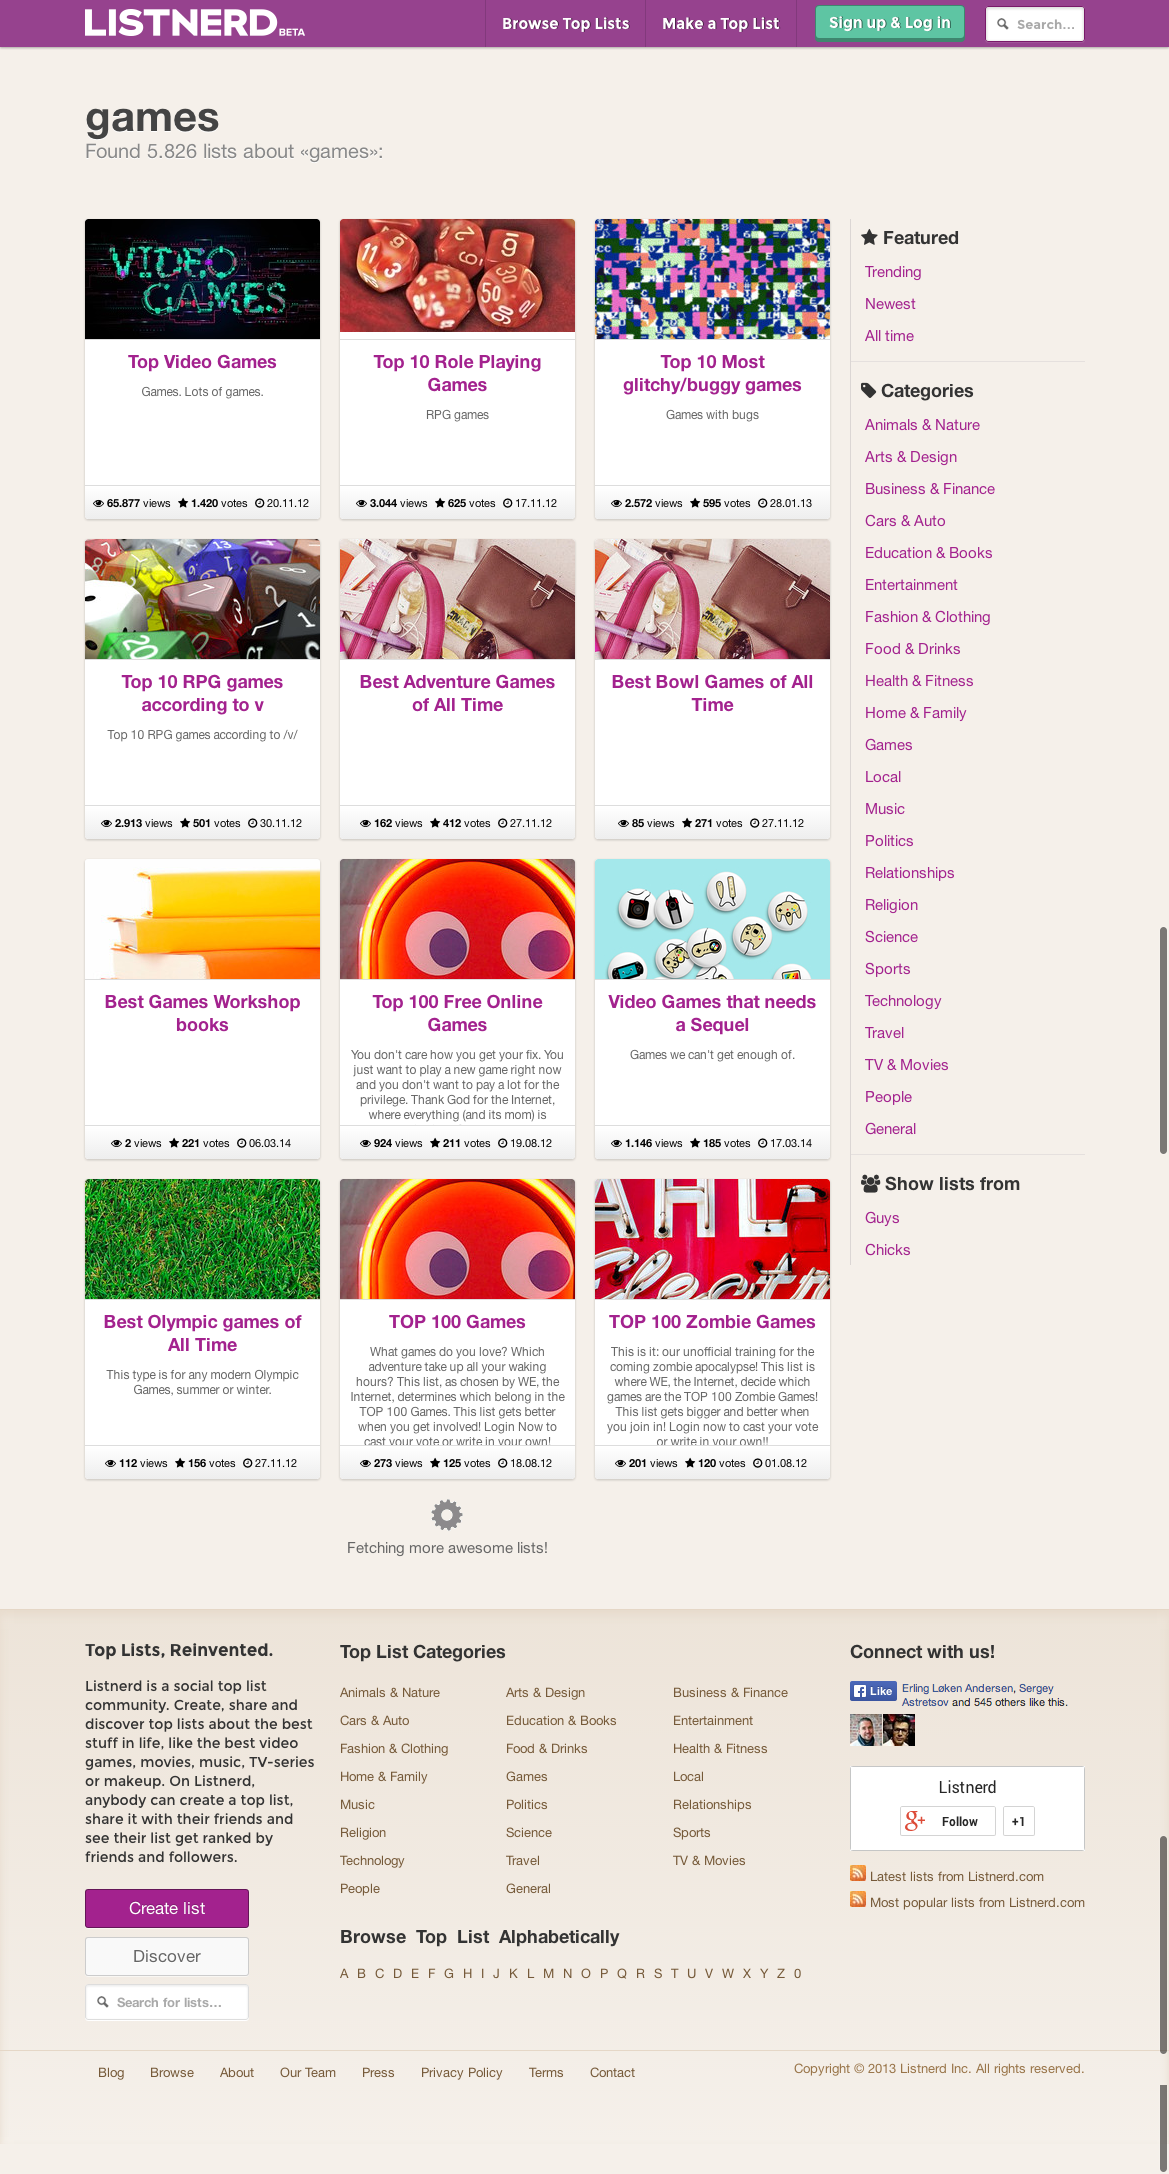 LISTNERD BETA
Browse Top Lists
Make a Top List
Sign up & Log in
Search...
games
Found 5.826 lists about «games»:
VIDEO
GAMES
Top Video Games
Games. Lots of games.
65.877 views 1.420 votes 20.11.12
Top 10 Role Playing
Games
RPG games
3.044 views 625 votes 17.11.12
Top 10 Most
glitchy/buggy games
Games with bugs
2.572 views 595 votes 28.01.13
Top 10 RPG games
according to v
Top 10 RPG games according to /v/
2.913 views 501 votes 30.11.12
Best Adventure Games
of All Time
162 views 412 votes 27.11.12
Best Bowl Games of All
Time
85 views 271 votes 27.11.12
Best Games Workshop
books
2 views 221 votes 06.03.14
Top 100 Free Online
Games
You don't care how you get your fix. You
just want to play a new game right now
and you don't want to pay a lot for the
privilege. Thank God for the Internet,
where everything (and its mom) is
924 views 211 votes 19.08.12
Video Games that needs
a Sequel
Games we can't get enough of.
1.146 views 185 votes 17.03.14
Best Olympic games of
All Time
This type is for any modern Olympic
Games, summer or winter.
112 views 156 votes 27.11.12
TOP 100 Games
What games do you love? Which
adventure take up all your waking
hours? This list, as chosen by WE, the
Internet, determines which belong in the
TOP 100 Games. This list gets better
when you get involved! Login Now to
cast your vote or write in your own!
273 views 125 votes 18.08.12
TOP 100 Zombie Games
This is it: our unofficial training for the
coming zombie apocalypse! This list is
where WE, the Internet, decide which
games are the TOP 100 Zombie Games!
This list gets bigger and better when
you join in! Login now to cast your vote
or write in your own!!
201 views 120 votes 01.08.12
Featured
Trending
Newest
All time
Categories
Animals & Nature
Arts & Design
Business & Finance
Cars & Auto
Education & Books
Entertainment
Fashion & Clothing
Food & Drinks
Health & Fitness
Home & Family
Games
Local
Music
Politics
Relationships
Religion
Science
Sports
Technology
Travel
TV & Movies
People
General
Show lists from
Guys
Chicks
Fetching more awesome lists!
Top Lists, Reinvented.
Listnerd is a social top list
community. Create, share and
discover top lists about the best
stuff in life, like the best video
games, movies, music, TV-series
or makeup. On Listnerd,
anybody can create a top list,
share it with their friends and
see their list get ranked by
friends and followers.
Create list
Discover
Search for lists...
Top List Categories
Animals & Nature
Arts & Design
Business & Finance
Cars & Auto
Education & Books
Entertainment
Fashion & Clothing
Food & Drinks
Health & Fitness
Home & Family
Games
Local
Music
Politics
Relationships
Religion
Science
Sports
Technology
Travel
TV & Movies
People
General
Browse Top List Alphabetically
A B C D E F G H I J K L M N O P Q R S T U V W X Y Z 0
Connect with us!
Like
Erling Løken Andersen, Sergey
Astretsov and 545 others like this.
Listnerd
g+ Follow +1
Latest lists from Listnerd.com
Most popular lists from Listnerd.com
Blog
Browse
About
Our Team
Press
Privacy Policy
Terms
Contact
Copyright © 2013 Listnerd Inc. All rights reserved.